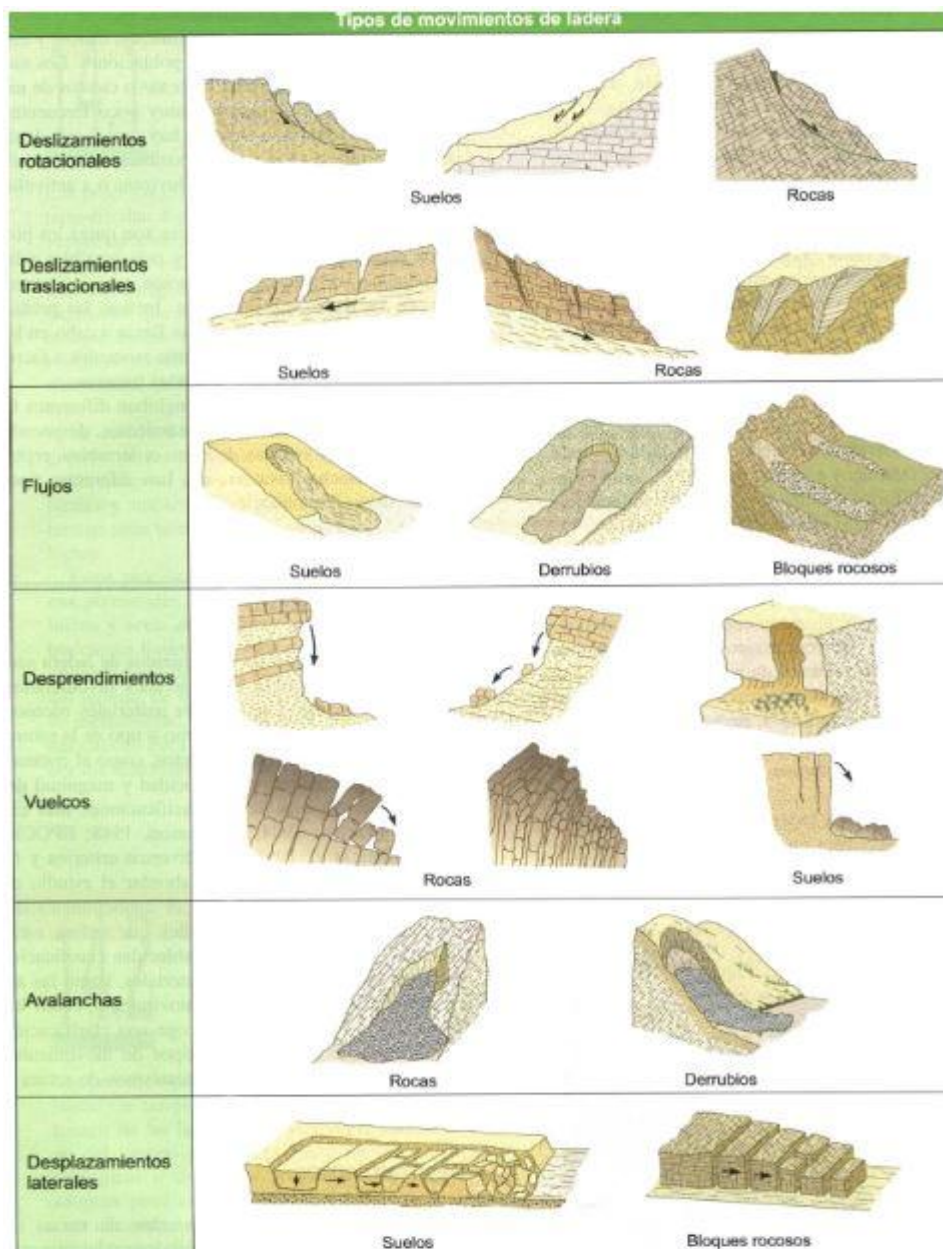 Tipos de movimientos de ladera
Deslizamientos
rotacionales
Suelos
Rocas
Deslizamientos
traslacionales
Suelos
Rocas
Flujos
Suelos
Derrubios
Bloques rocosos
Desprendimientos
Vuelcos
Rocas
Suelos
Avalanchas
Rocas
Derrubios
Desplazamientos
laterales
Suelos
Bloques rocosos